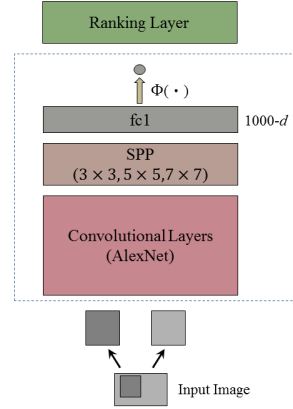 Ranking Layer
Φ( · )
fc1
1000-d
SPP
(3 × 3, 5 × 5,7 × 7)
Convolutional Layers
(AlexNet)
Input Image